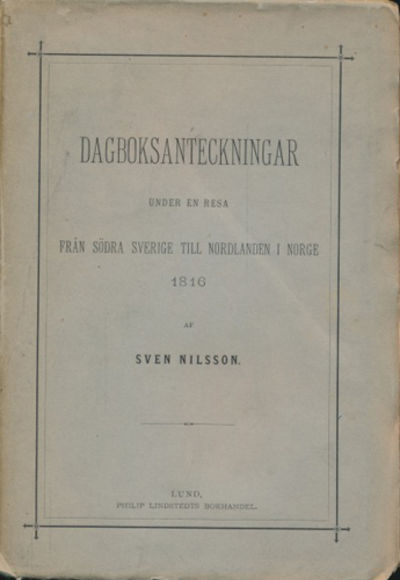 DAGBOKSANTECKNINGAR
UNDER EN RESA
FRÅN SÖDRA SVERIGE TILL NORDLANDEN I NORGE
1816
AF
SVEN NILSSON.
LUND,
PHILIP LINDSTEDTS BOKHANDEL.